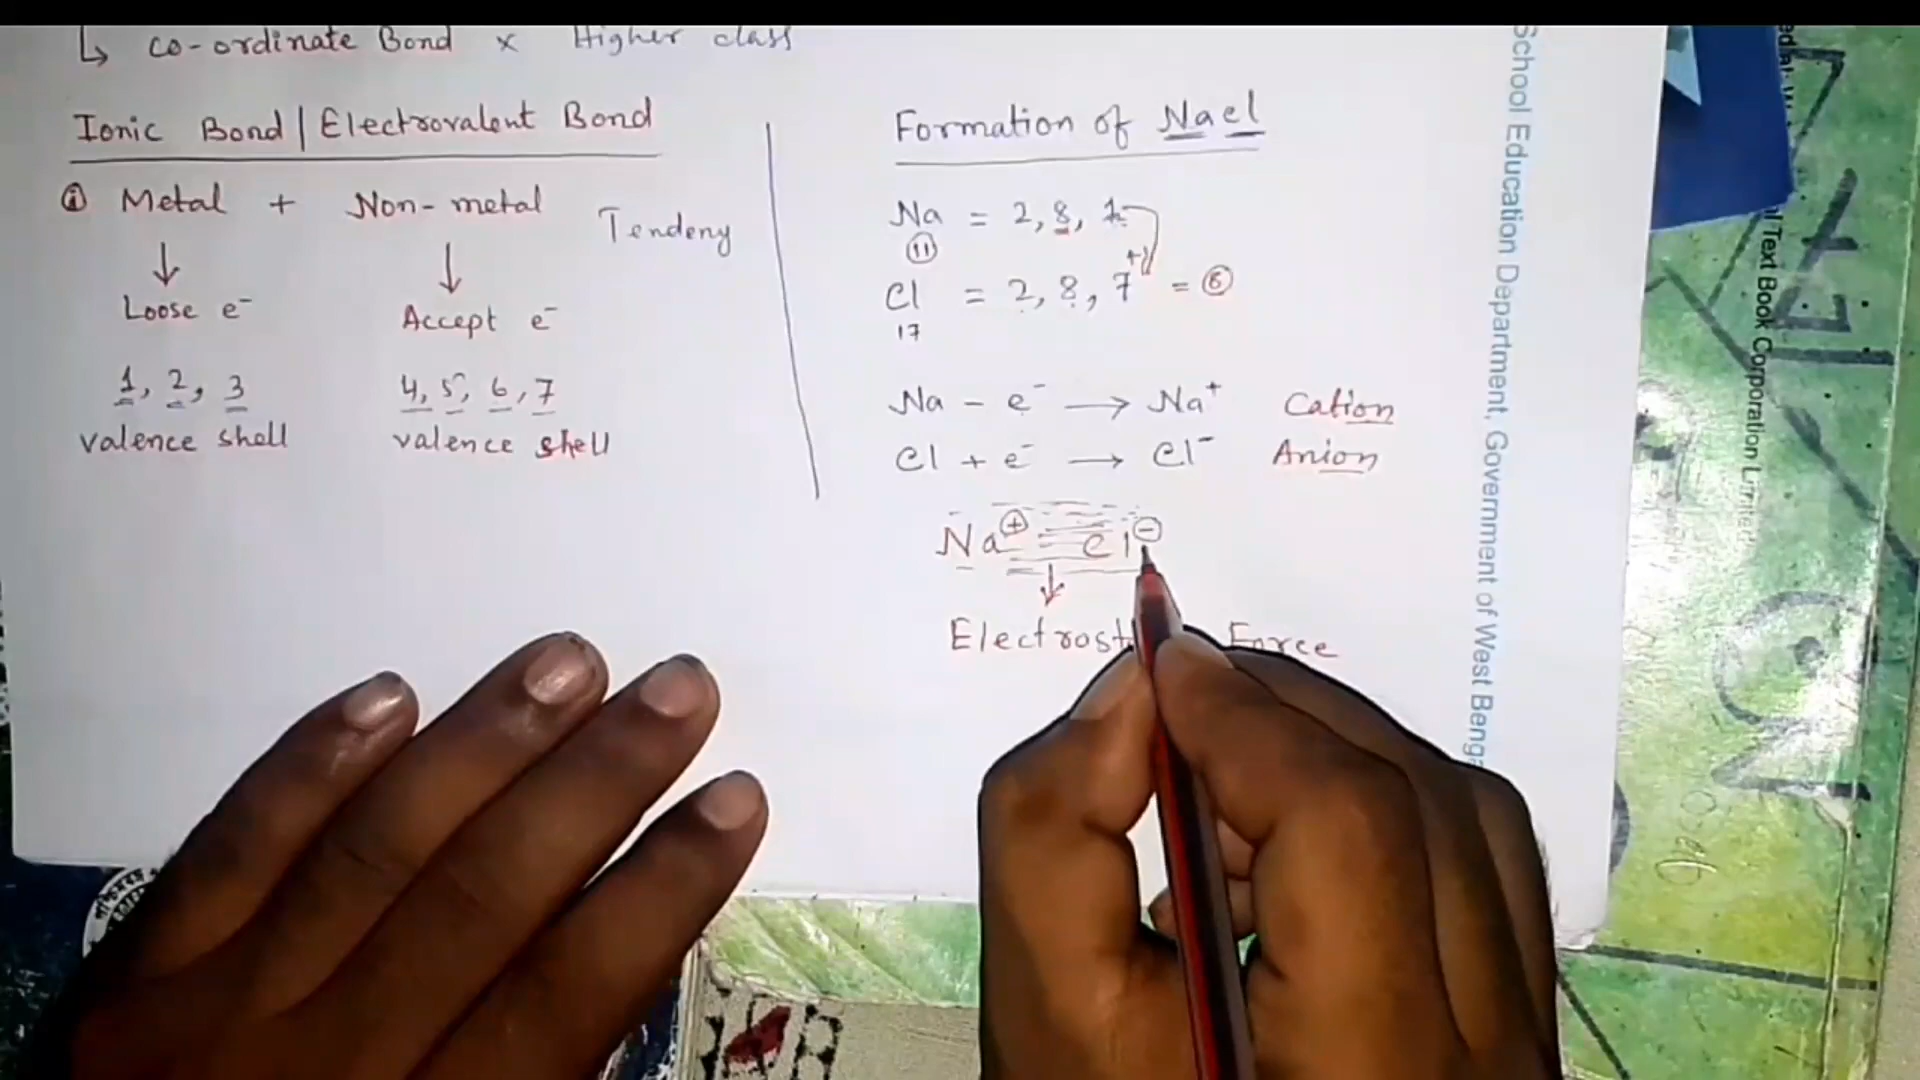 ↳ co-ordinate Bond × Higher class
Ionic Bond | Electrovalent Bond
ⓘ Metal + Non-metal
Tendeny
↓ ↓
Loose e⁻ Accept e⁻
1, 2, 3 4, 5, 6, 7
valence shell valence shell
Formation of Nacl
Na = 2, 8, 1
⑪
+1
Cl = 2, 8, 7 = ⑧
17
Na - e⁻ → Na⁺ Cation
Cl + e⁻ → Cl⁻ Anion
Na⊕ Cl⊖
↓
Force
School Education Department, Government of West Benga
al Text Book Corporation Limited